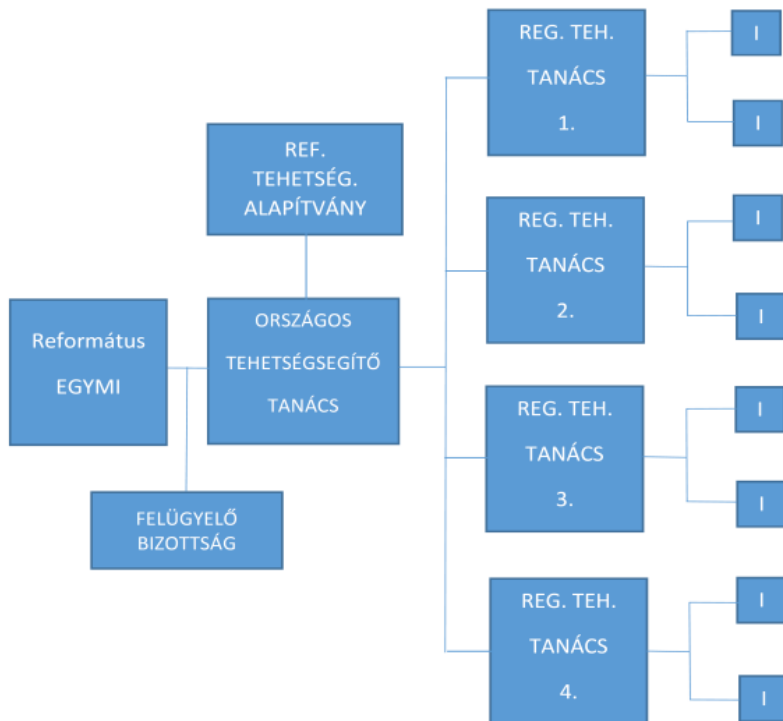 Református
EGYMI
FELÜGYELŐ
BIZOTTSÁG
REF.
TEHETSÉG.
ALAPÍTVÁNY
ORSZÁGOS
TEHETSÉGSEGÍTŐ
TANÁCS
REG. TEH.
TANÁCS
1.
I
I
REG. TEH.
TANÁCS
2.
I
I
REG. TEH.
TANÁCS
3.
I
I
REG. TEH.
TANÁCS
4.
I
I